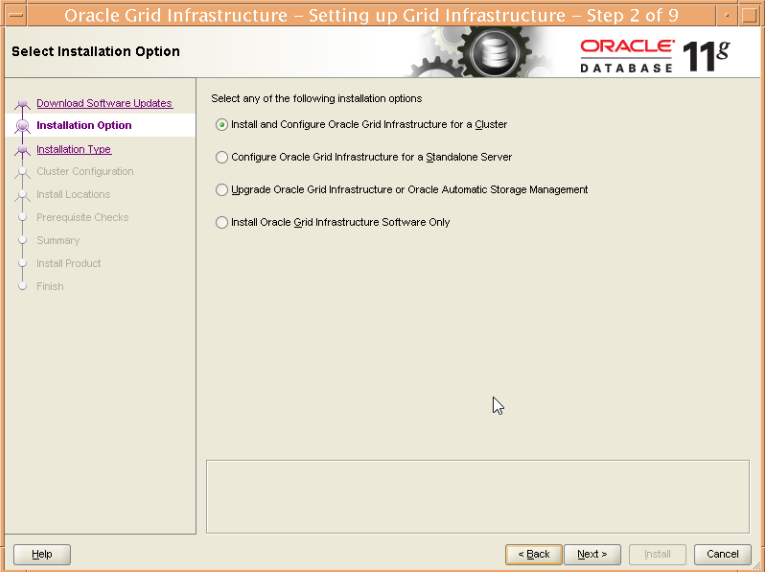 Oracle Grid Infrastructure – Setting up Grid Infrastructure – Step 2 of 9
Select Installation Option
ORACLE
DATABASE
11g
Download Software Updates
Installation Option
Installation Type
Cluster Configuration
Install Locations
Prerequisite Checks
Summary
Install Product
Finish
Select any of the following installation options
Install and Configure Oracle Grid Infrastructure for a Cluster
Configure Oracle Grid Infrastructure for a Standalone Server
Upgrade Oracle Grid Infrastructure or Oracle Automatic Storage Management
Install Oracle Grid Infrastructure Software Only
Help
< Back
Next >
Install
Cancel